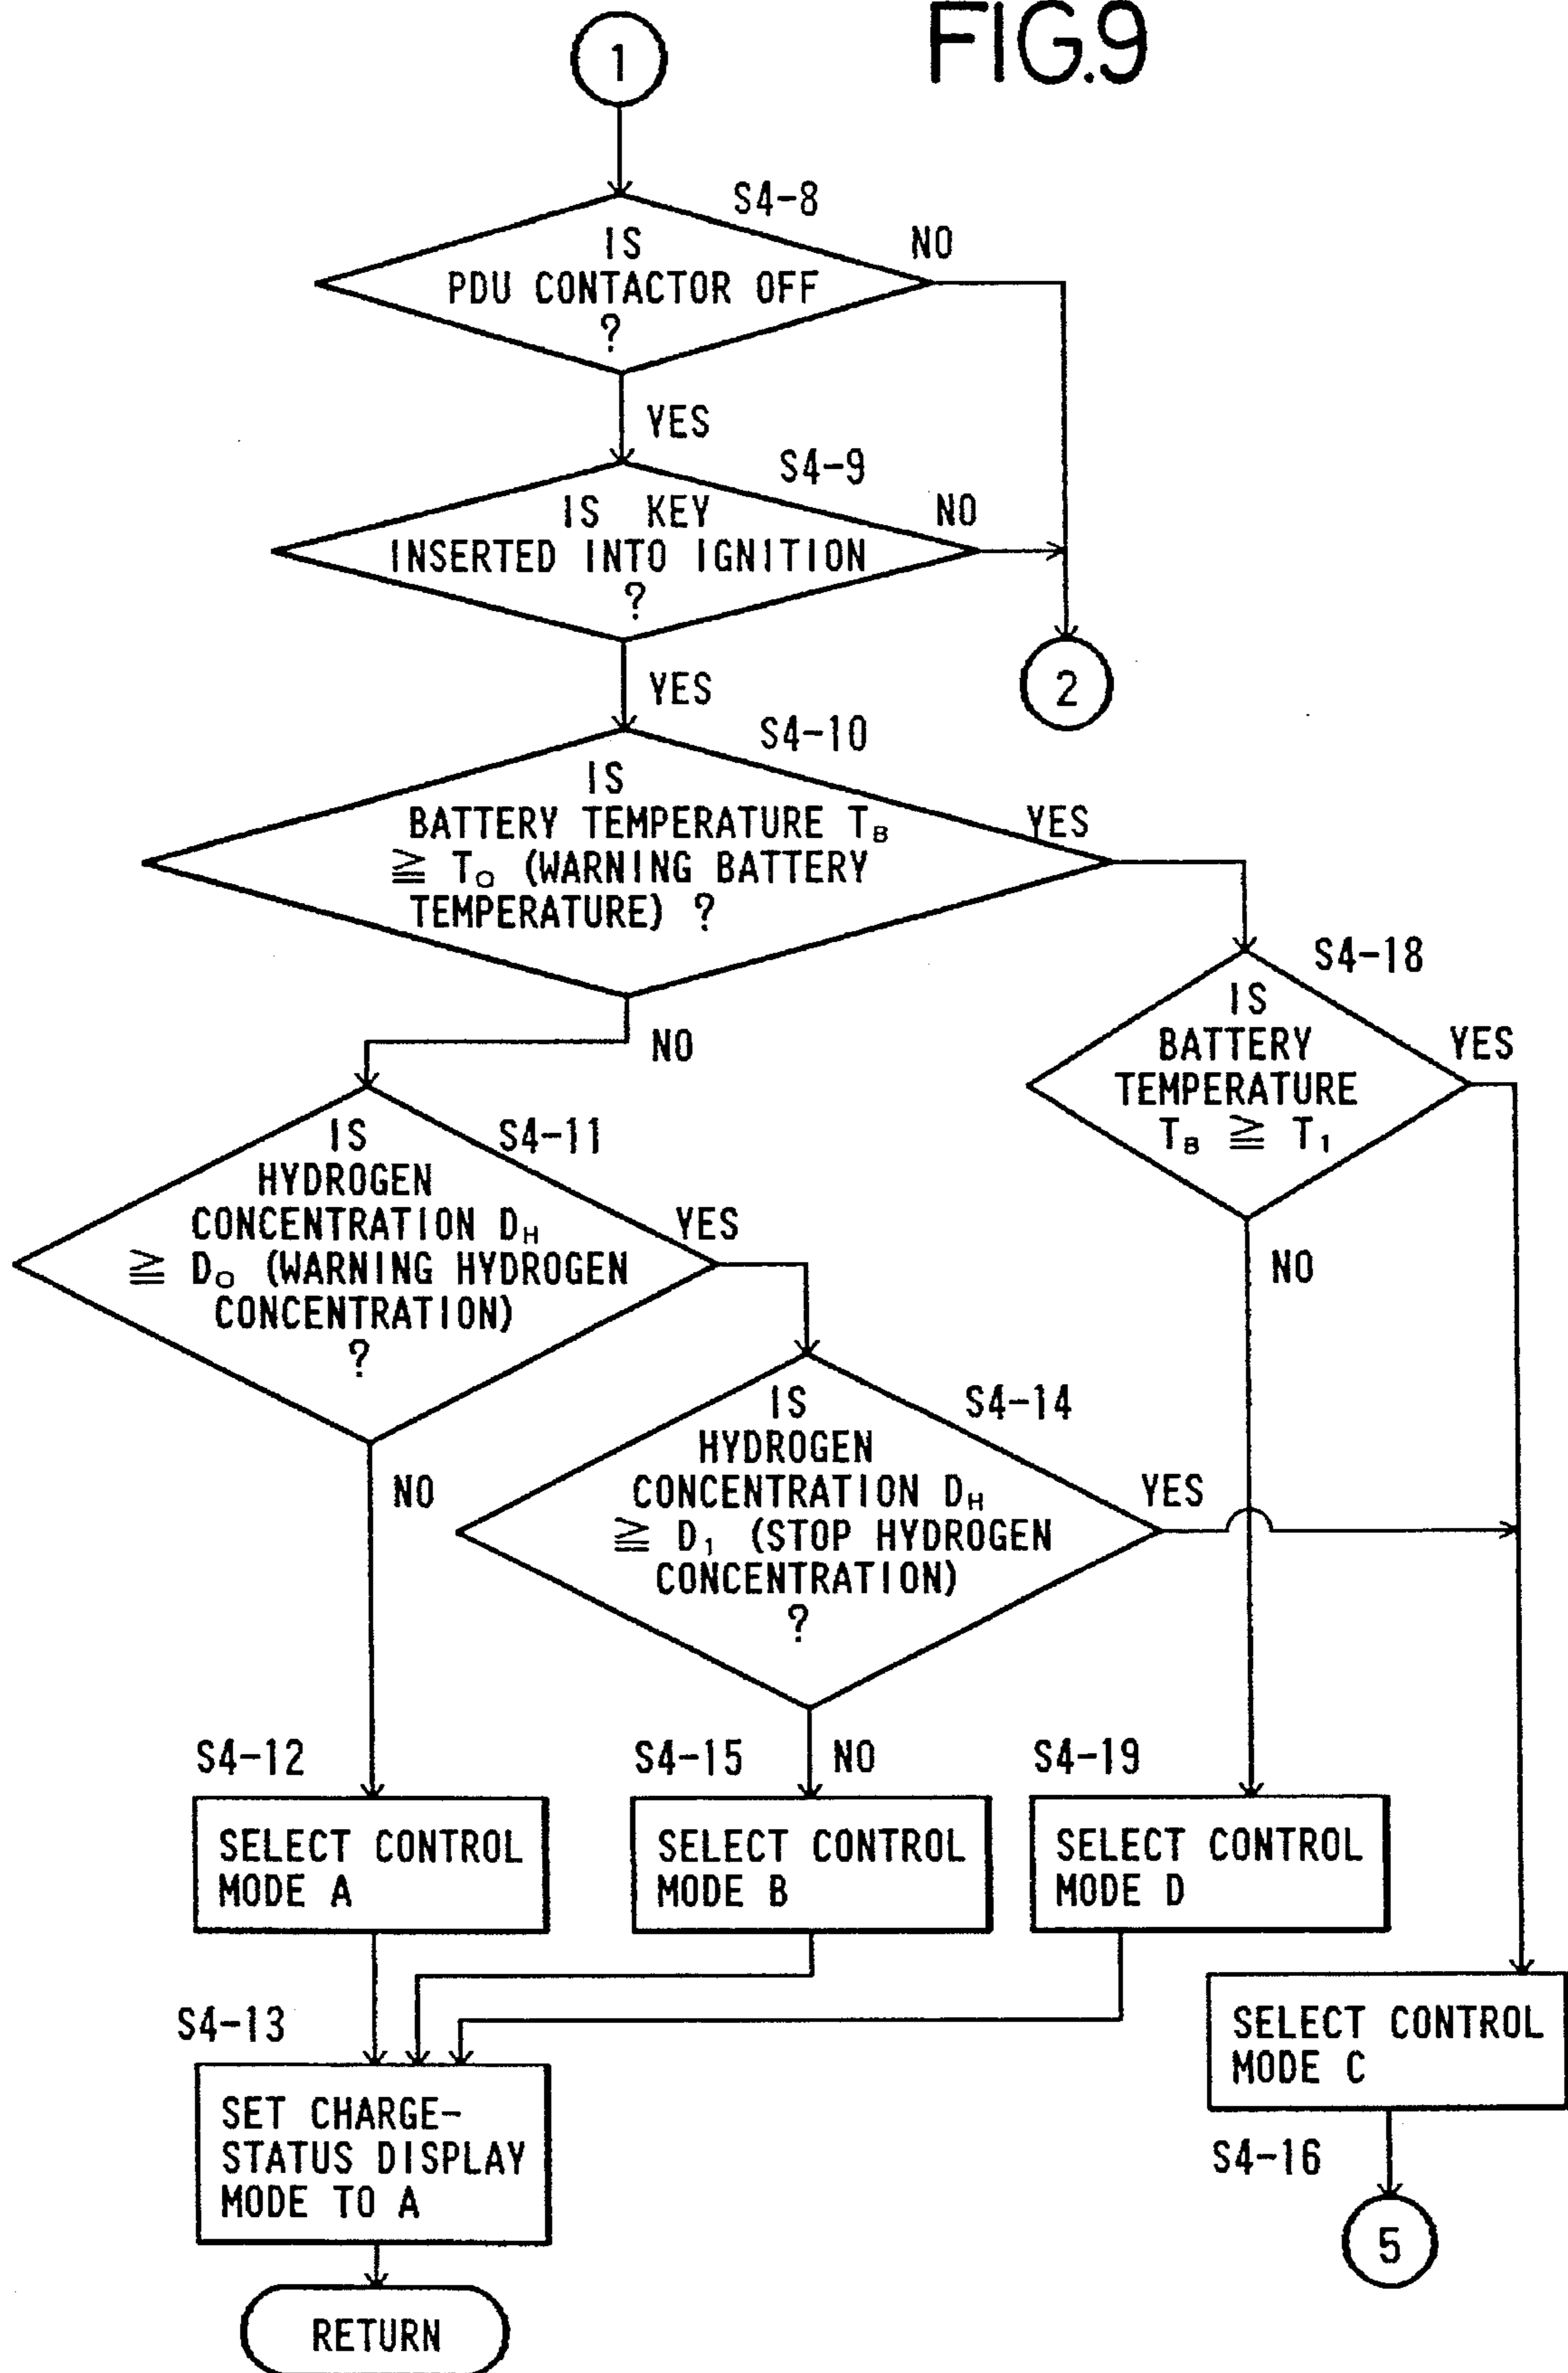 FIG.9
1
S4-8
IS
PDU CONTACTOR OFF
?
NO
YES
S4-9
IS KEY
INSERTED INTO IGNITION
?
NO
2
YES
S4-10
IS
BATTERY TEMPERATURE TB
≧ TO (WARNING BATTERY
TEMPERATURE) ?
YES
NO
S4-18
IS
BATTERY
TEMPERATURE
TB ≧ T1
YES
NO
S4-11
IS
HYDROGEN
CONCENTRATION DH
≧ DO (WARNING HYDROGEN
CONCENTRATION)
?
YES
NO
S4-14
IS
HYDROGEN
CONCENTRATION DH
≧ D1 (STOP HYDROGEN
CONCENTRATION)
?
YES
NO
S4-12
SELECT CONTROL
MODE A
S4-15
SELECT CONTROL
MODE B
S4-19
SELECT CONTROL
MODE D
SELECT CONTROL
MODE C
S4-16
5
S4-13
SET CHARGE-
STATUS DISPLAY
MODE TO A
RETURN